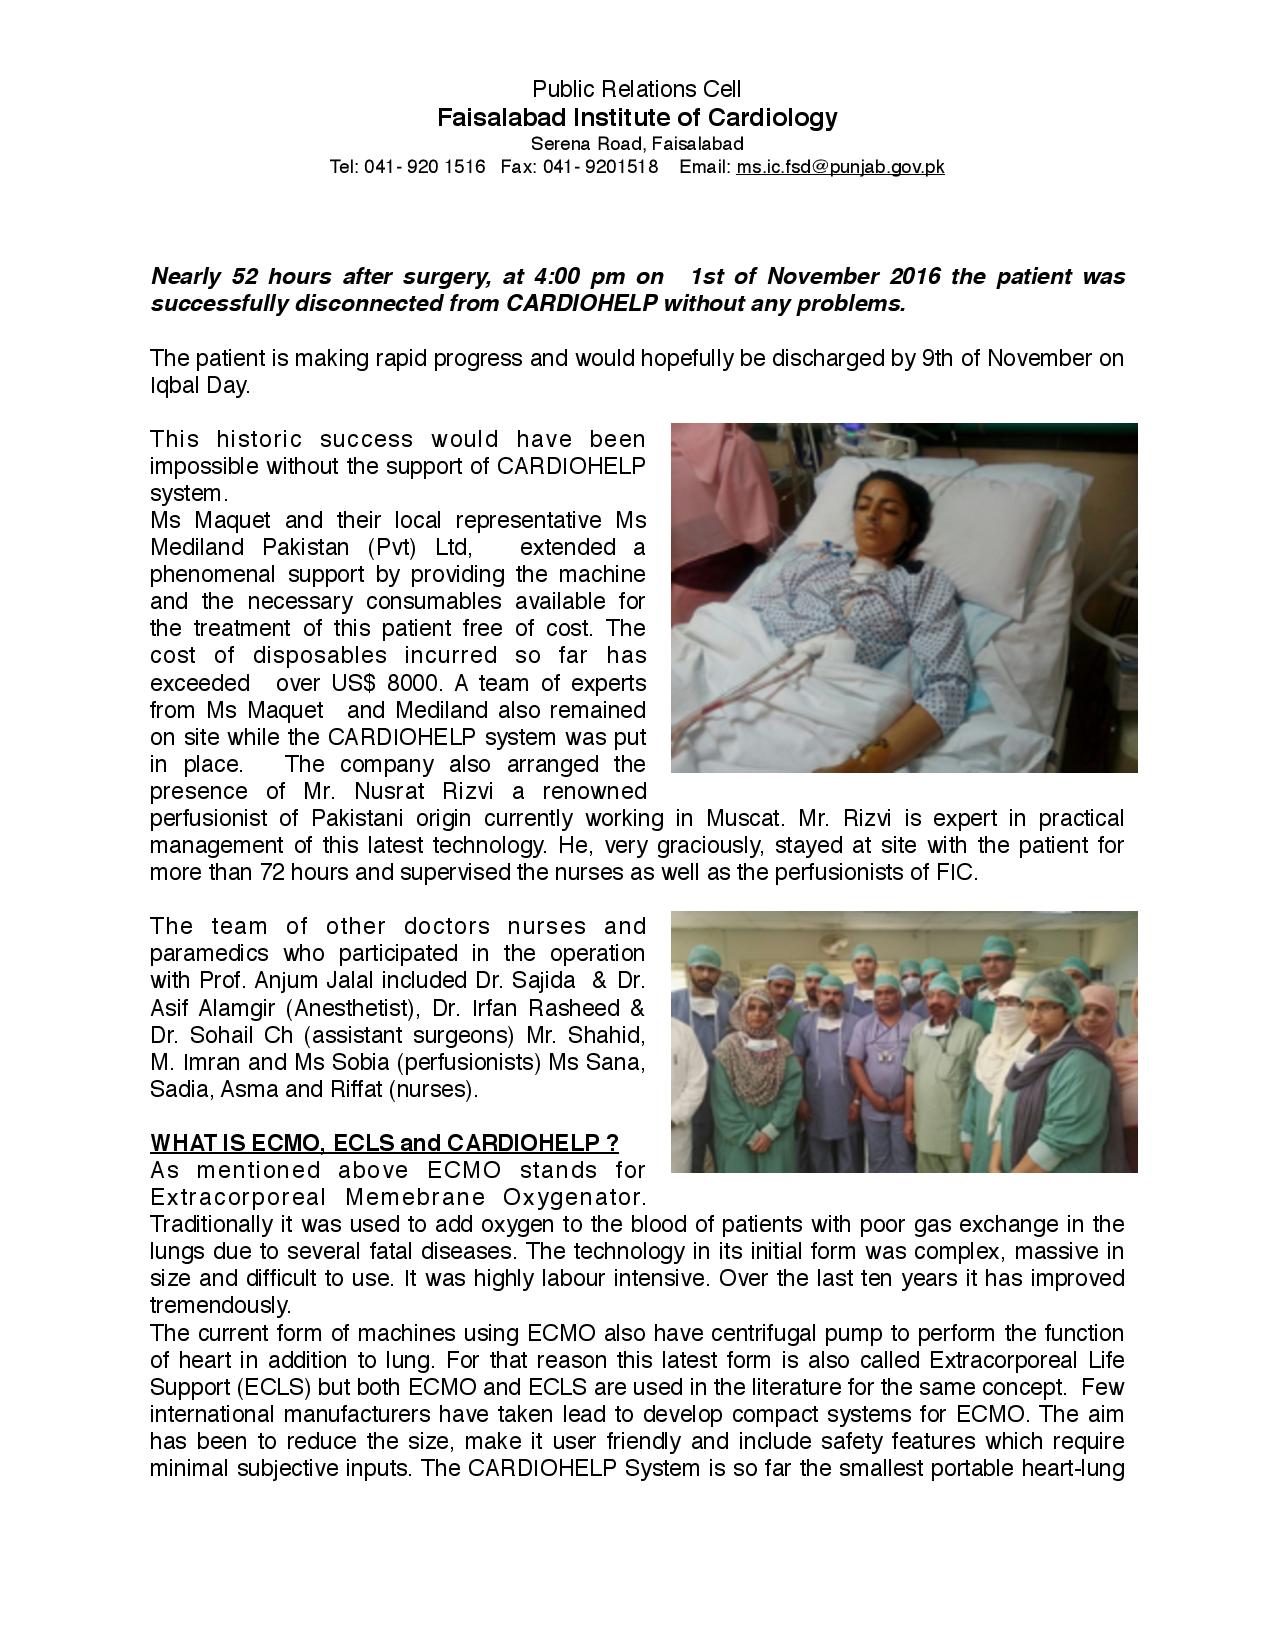 Public Relations Cell
Faisalabad Institute of Cardiology
Serena Road, Faisalabad
Tel: 041- 920 1516 Fax: 041- 9201518 Email: ms.ic.fsd@punjab.gov.pk
Nearly 52 hours after surgery, at 4:00 pm on 1st of November 2016 the patient was
successfully disconnected from CARDIOHELP without any problems.
The patient is making rapid progress and would hopefully be discharged by 9th of November on
Iqbal Day.
This historic success would have been
impossible without the support of CARDIOHELP
system.
Ms Maquet and their local representative Ms
Mediland Pakistan (Pvt) Ltd, extended a
phenomenal support by providing the machine
and the necessary consumables available for
the treatment of this patient free of cost. The
cost of disposables incurred so far has
exceeded over US$ 8000. A team of experts
from Ms Maquet and Mediland also remained
on site while the CARDIOHELP system was put
in place. The company also arranged the
presence of Mr. Nusrat Rizvi a renowned
perfusionist of Pakistani origin currently working in Muscat. Mr. Rizvi is expert in practical
management of this latest technology. He, very graciously, stayed at site with the patient for
more than 72 hours and supervised the nurses as well as the perfusionists of FIC.
The team of other doctors nurses and
paramedics who participated in the operation
with Prof. Anjum Jalal included Dr. Sajida & Dr.
Asif Alamgir (Anesthetist), Dr. Irfan Rasheed &
Dr. Sohail Ch (assistant surgeons) Mr. Shahid,
M. Imran and Ms Sobia (perfusionists) Ms Sana,
Sadia, Asma and Riffat (nurses).
WHAT IS ECMO, ECLS and CARDIOHELP ?
As mentioned above ECMO stands for
Extracorporeal Memebrane Oxygenator.
Traditionally it was used to add oxygen to the blood of patients with poor gas exchange in the
lungs due to several fatal diseases. The technology in its initial form was complex, massive in
size and difficult to use. It was highly labour intensive. Over the last ten years it has improved
tremendously.
The current form of machines using ECMO also have centrifugal pump to perform the function
of heart in addition to lung. For that reason this latest form is also called Extracorporeal Life
Support (ECLS) but both ECMO and ECLS are used in the literature for the same concept. Few
international manufacturers have taken lead to develop compact systems for ECMO. The aim
has been to reduce the size, make it user friendly and include safety features which require
minimal subjective inputs. The CARDIOHELP System is so far the smallest portable heart-lung